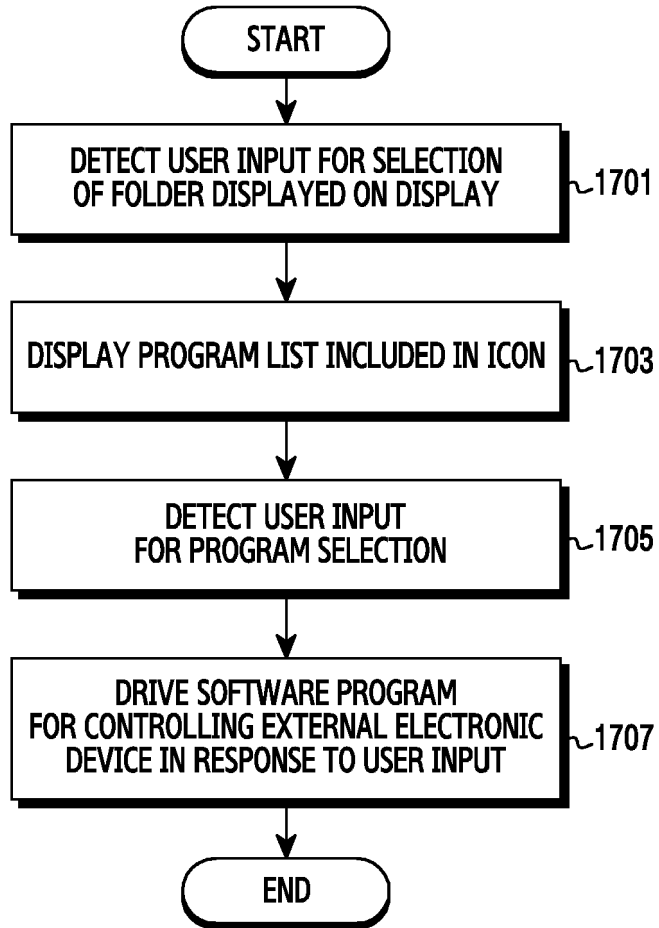 START
DETECT USER INPUT FOR SELECTION
OF FOLDER DISPLAYED ON DISPLAY
1701
DISPLAY PROGRAM LIST INCLUDED IN ICON
1703
DETECT USER INPUT
FOR PROGRAM SELECTION
1705
DRIVE SOFTWARE PROGRAM
FOR CONTROLLING EXTERNAL ELECTRONIC
DEVICE IN RESPONSE TO USER INPUT
1707
END